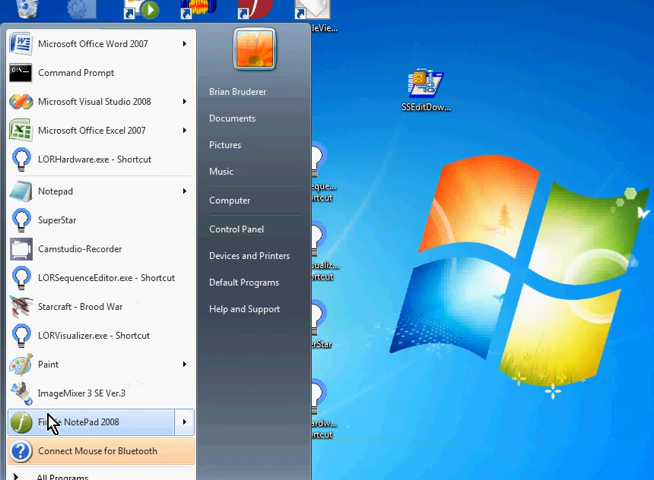 Microsoft Office Word 2007
Command Prompt
Microsoft Visual Studio 2008
Microsoft Office Excel 2007
LORHardware.exe - Shortcut
Notepad
SuperStar
Camstudio-Recorder
LORSequenceEditor.exe - Shortcut
Starcraft - Brood War
LORVisualizer.exe - Shortcut
Paint
ImageMixer 3 SE Ver.3
NotePad 2008
Connect Mouse for Bluetooth
All Programs
Brian Bruderer
Documents
Pictures
Music
Computer
Control Panel
Devices and Printers
Default Programs
Help and Support
SSEditDow...